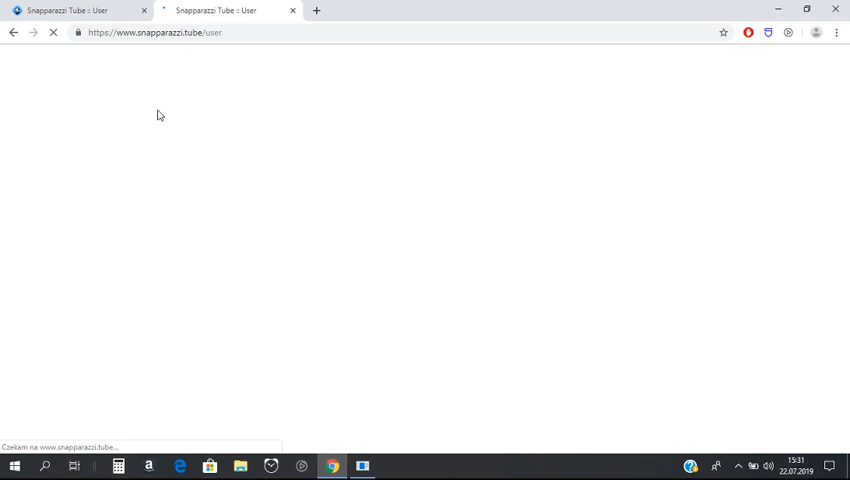 Snapparazzi Tube :: User
Snapparazzi Tube :: User
https://www.snapparazzi.tube/user
Czekam na www.snapparazzi.tube...
15:31
22.07.2019